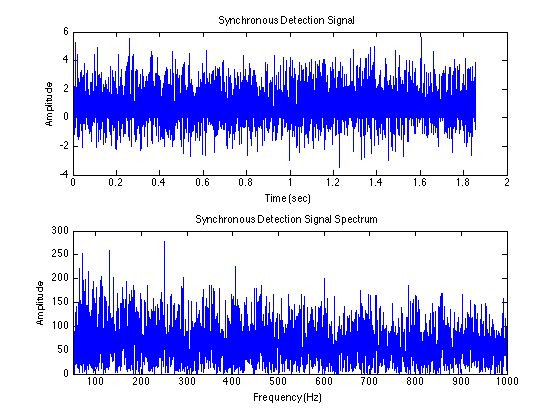 Synchronous Detection Signal
6
4
2
0
-2
-4
Amplitude
0 0.2 0.4 0.6 0.8 1 1.2 1.4 1.6 1.8 2
Time (sec)
Synchronous Detection Signal Spectrum
300
250
200
150
100
50
0
Amplitude
100 200 300 400 500 600 700 800 900 1000
Frequency(Hz)